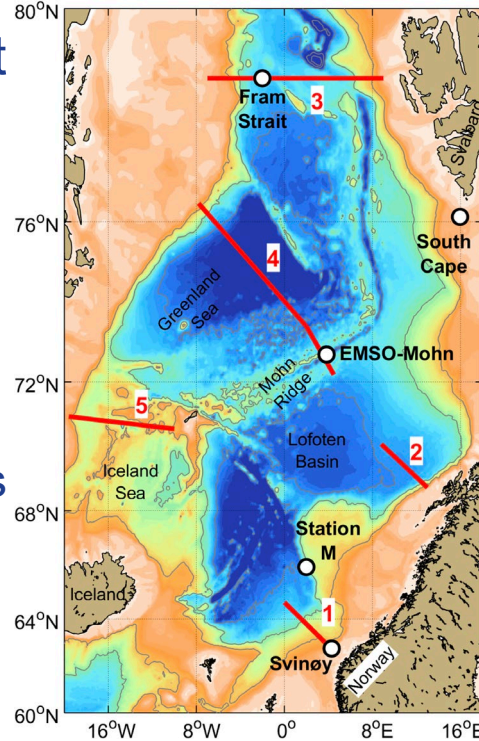 80°N
t
Fram
Strait
3
Svalbard
76°N
South
Cape
4
Greenland
Sea
EMSO-Mohn
Mohn
Ridge
72°N
5
2
Lofoten
Basin
Iceland
Sea
s
68°N
Station
M
Iceland
64°N
1
Svinøy
Norway
60°N
16°W
8°W
0°
8°E
16°E